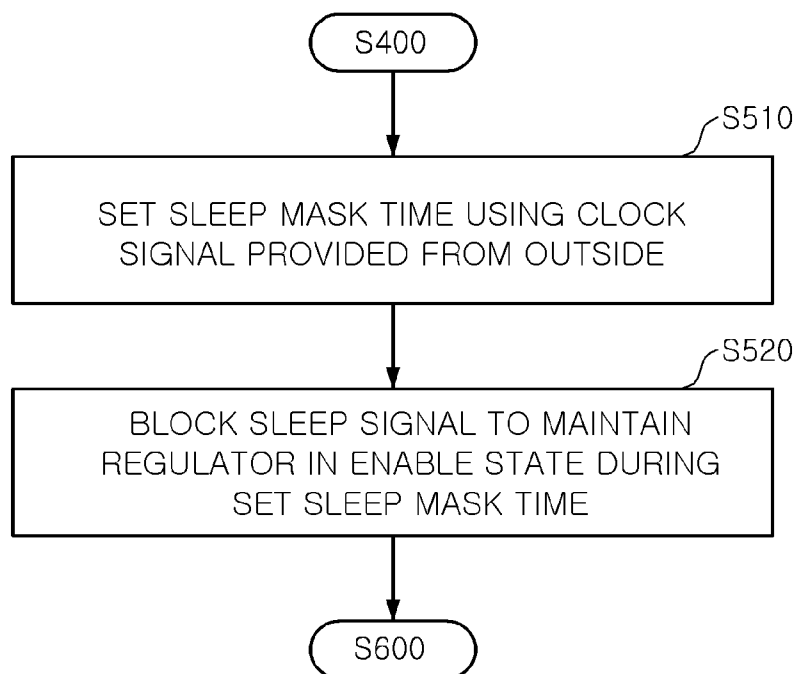 S400
S510
SET SLEEP MASK TIME USING CLOCK
SIGNAL PROVIDED FROM OUTSIDE
S520
BLOCK SLEEP SIGNAL TO MAINTAIN
REGULATOR IN ENABLE STATE DURING
SET SLEEP MASK TIME
S600